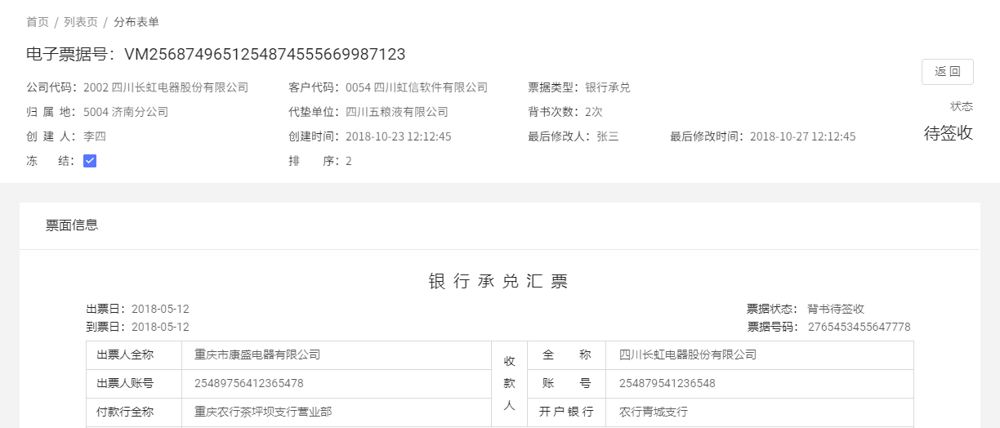 首页 / 列表页 / 分布表单
电子票据号：VM2568749651254874555669987123
返 回
公司代码：2002 四川长虹电器股份有限公司 客户代码：0054 四川虹信软件有限公司 票据类型：银行承兑
状态
归 属 地：5004 济南分公司 代垫单位：四川五粮液有限公司 背书次数：2次
待签收
创 建 人：李四 创建时间：2018-10-23 12:12:45 最后修改人：张三 最后修改时间：2018-10-27 12:12:45
冻 结： 排 序：2
票面信息
银 行 承 兑 汇 票
出票日：2018-05-12 票据状态： 背书待签收
到票日：2018-05-12 票据号码： 2765453455647778
出票人全称 重庆市康盛电器有限公司 收款人 全 称 四川长虹电器股份有限公司
出票人账号 25489756412365478 账 号 254879541236548
付款行全称 重庆农行茶坪坝支行营业部 开 户 银 行 农行青城支行